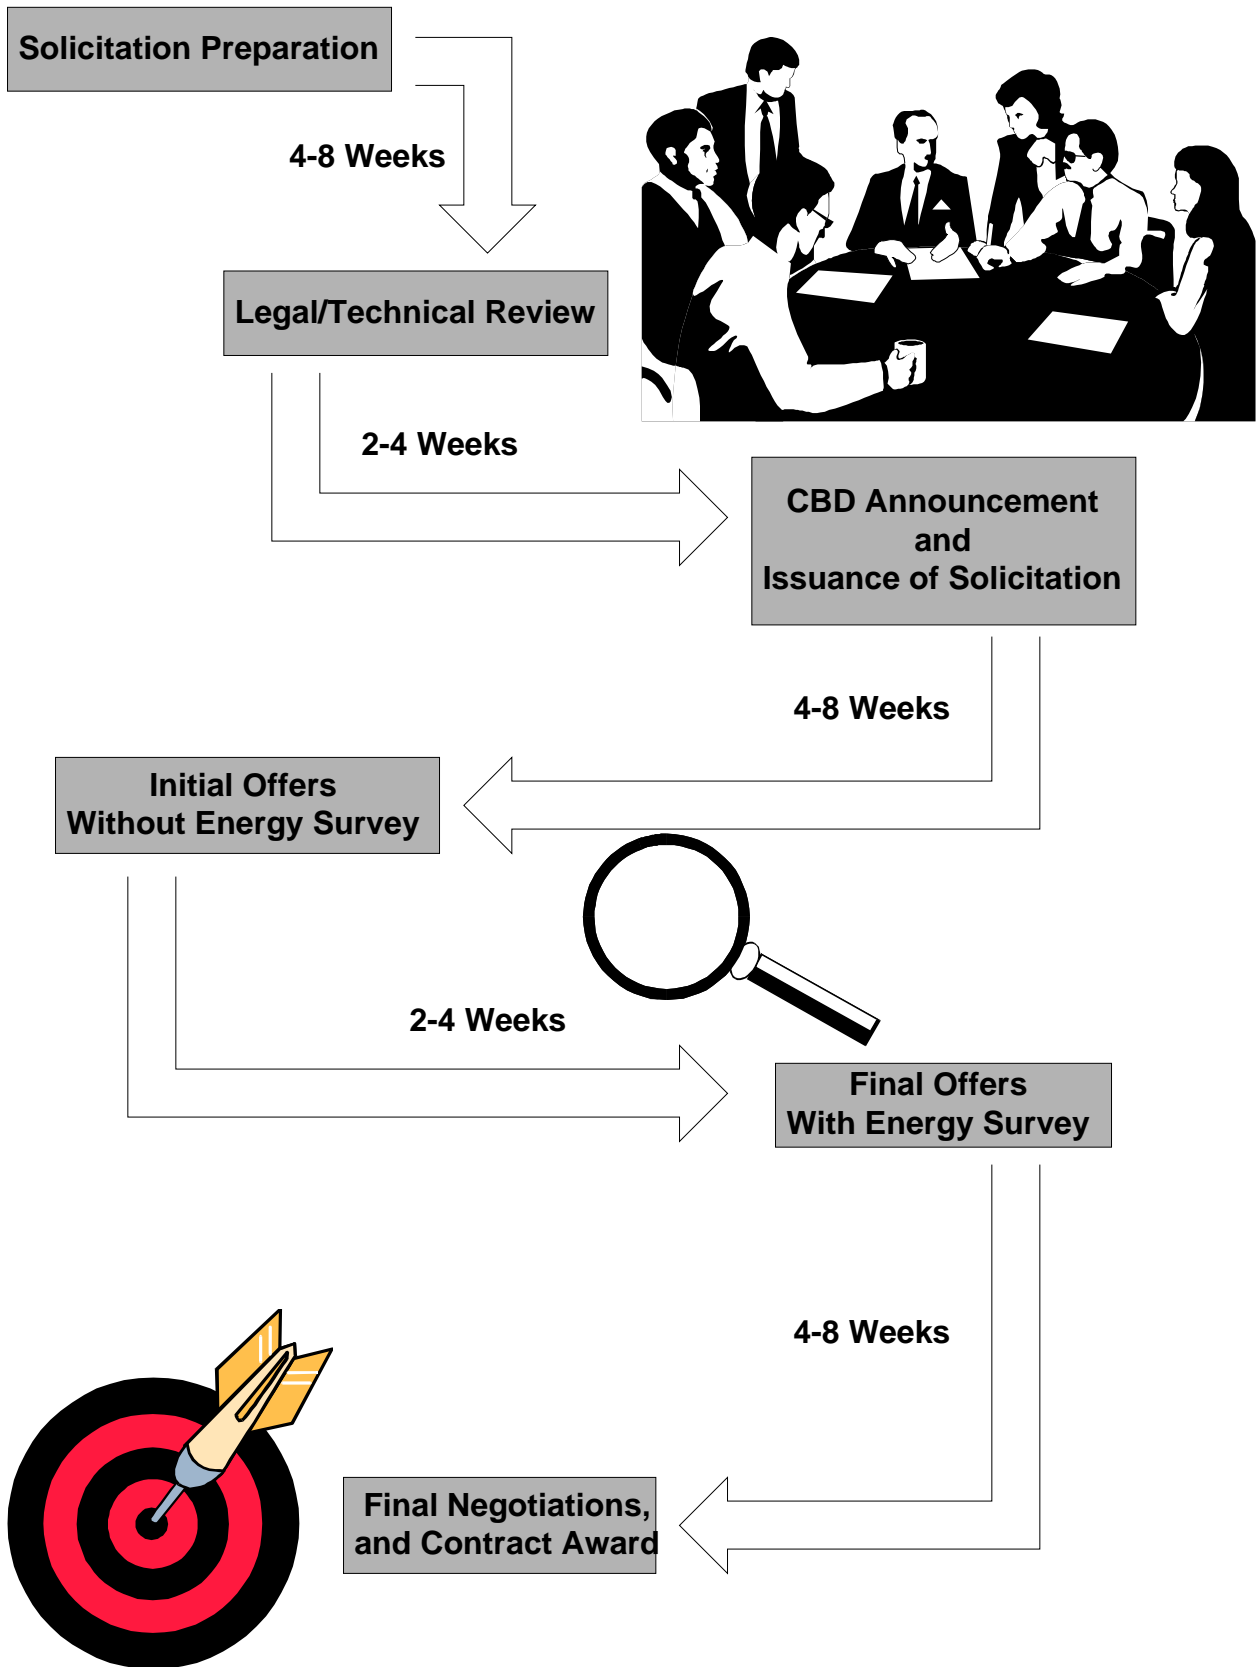 Solicitation Preparation
4-8 Weeks
Legal/Technical Review
2-4 Weeks
CBD Announcement
and
Issuance of Solicitation
4-8 Weeks
Initial Offers
Without Energy Survey
2-4 Weeks
Final Offers
With Energy Survey
4-8 Weeks
Final Negotiations,
and Contract Award